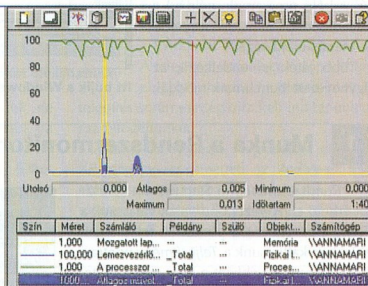 100
80
60
40
20
0
Utolsó 0,000 Átlagos 0,005 Minimum 0,000
Maximum 0,013 Időtartam 1:40
Szín Méret Számláló Példány Szülő Objekt... Számítógép
1,000 Mozgatott lap... --- --- Memória \\ANNAMARI
100,000 Lemezvezérlő... _Total --- Fizikai l... \\ANNAMARI
1,000 A processzor ... _Total --- Proces... \\ANNAMARI
1000... Átlagos művel... _Total --- Fizikai l... \\ANNAMARI